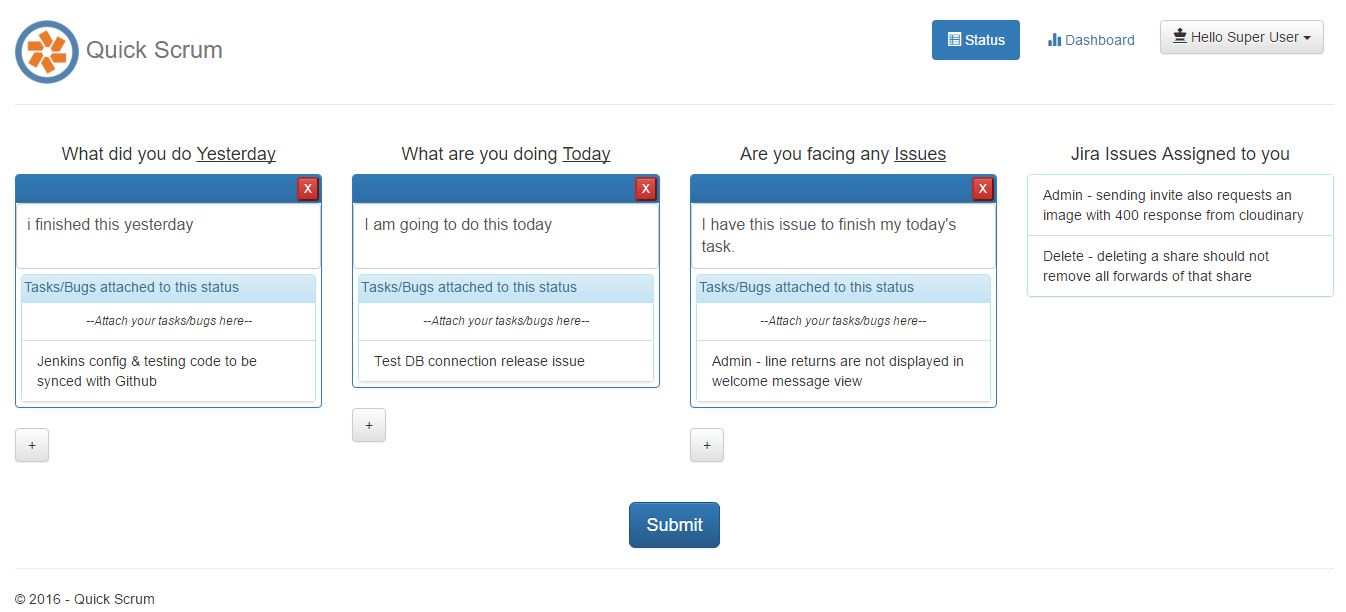 Quick Scrum
Status
Dashboard
Hello Super User
What did you do Yesterday
X
i finished this yesterday
Tasks/Bugs attached to this status
--Attach your tasks/bugs here--
Jenkins config & testing code to be
synced with Github
+
What are you doing Today
X
I am going to do this today
Tasks/Bugs attached to this status
--Attach your tasks/bugs here--
Test DB connection release issue
+
Are you facing any Issues
X
I have this issue to finish my today's
task.
Tasks/Bugs attached to this status
--Attach your tasks/bugs here--
Admin - line returns are not displayed in
welcome message view
+
Jira Issues Assigned to you
Admin - sending invite also requests an
image with 400 response from cloudinary
Delete - deleting a share should not
remove all forwards of that share
Submit
© 2016 - Quick Scrum